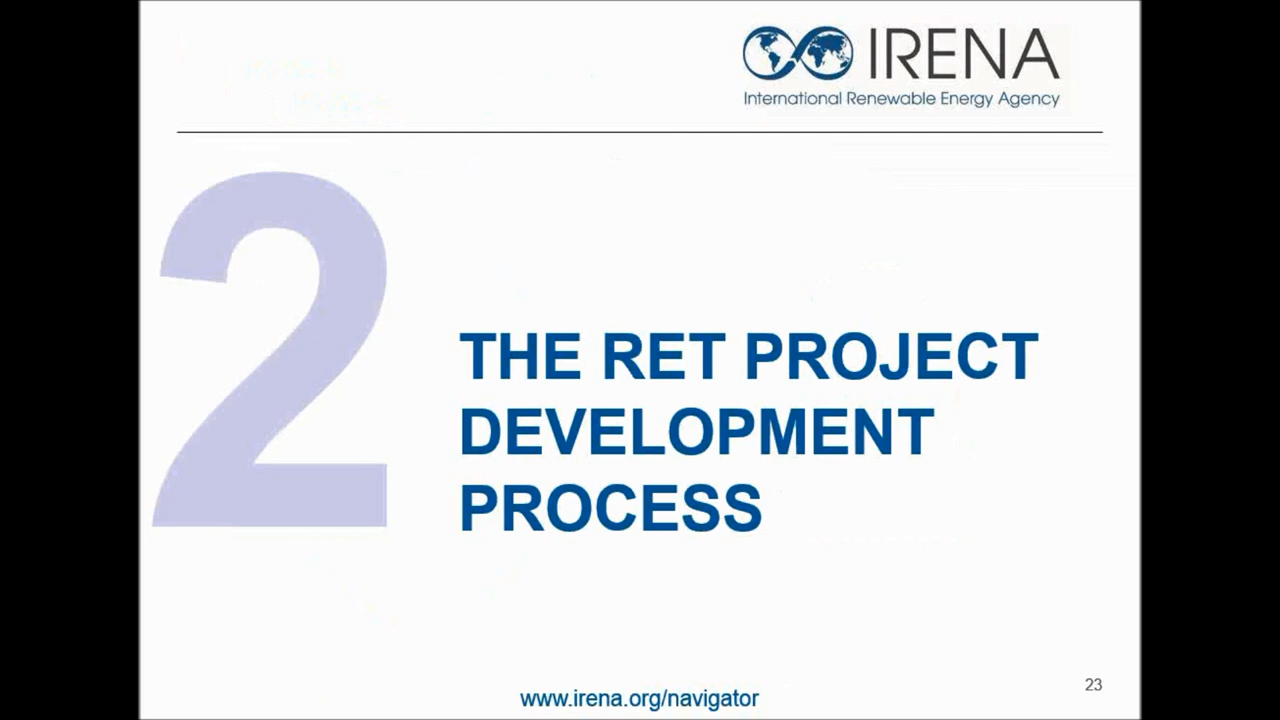 IRENA
International Renewable Energy Agency
2
THE RET PROJECT
DEVELOPMENT
PROCESS
www.irena.org/navigator
23